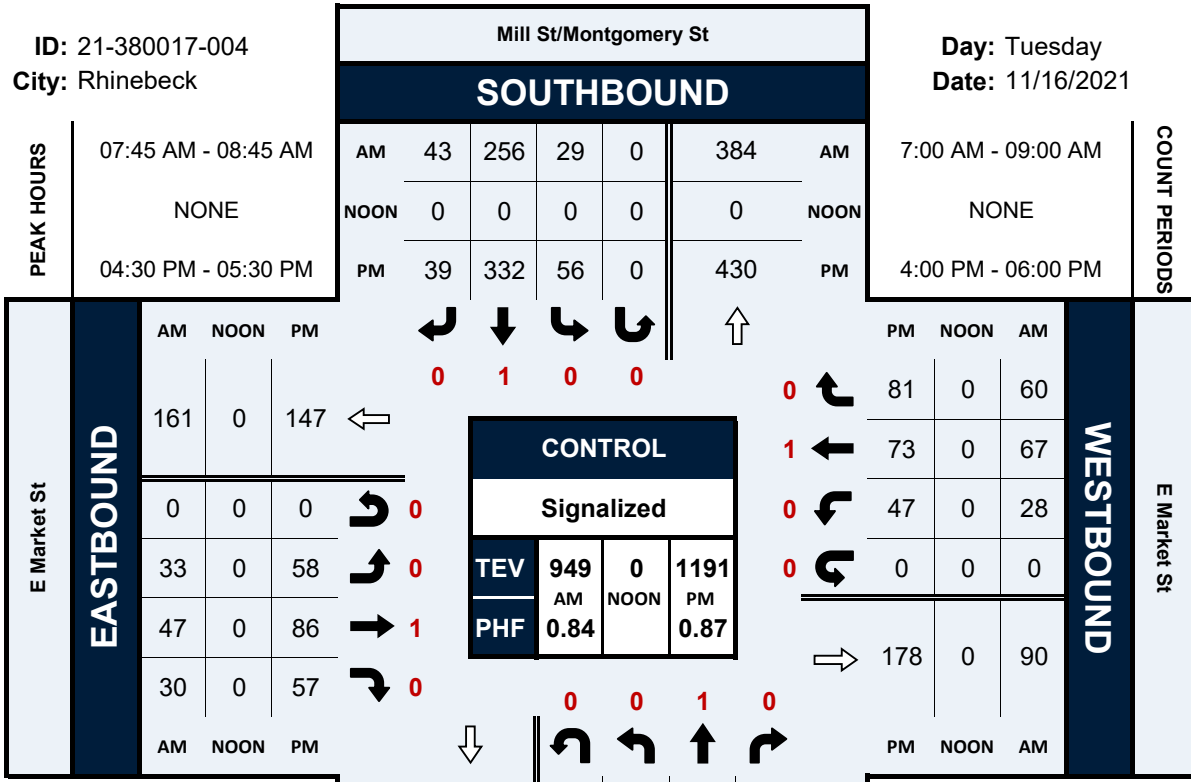 Mill St/Montgomery St
ID: 21-380017-004
Day: Tuesday
City: Rhinebeck
SOUTHBOUND
Date: 11/16/2021
PEAK HOURS
07:45 AM - 08:45 AM
NONE
04:30 PM - 05:30 PM
AM 43 256 29 0 384 AM
NOON 0 0 0 0 0 NOON
PM 39 332 56 0 430 PM
7:00 AM - 09:00 AM
NONE
4:00 PM - 06:00 PM
COUNT PERIODS
0 1 0 0
E Market St
EASTBOUND
AM NOON PM
161 0 147
0 0 0 0
33 0 58 0
47 0 86 1
30 0 57 0
AM NOON PM
CONTROL
Signalized
TEV 949 0 1191
AM NOON PM
PHF 0.84 0.87
PM NOON AM
0 81 0 60
1 73 0 67
0 47 0 28
0 0 0 0
178 0 90
PM NOON AM
WESTBOUND
E Market St
0 0 1 0